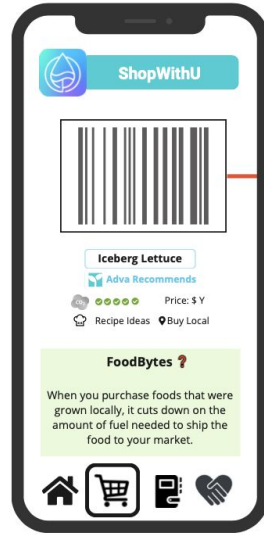 ShopWithU
Iceberg Lettuce
Adva Recommends
CO₂
Price: $ Y
Recipe Ideas
Buy Local
FoodBytes ?
When you purchase foods that were
grown locally, it cuts down on the
amount of fuel needed to ship the
food to your market.